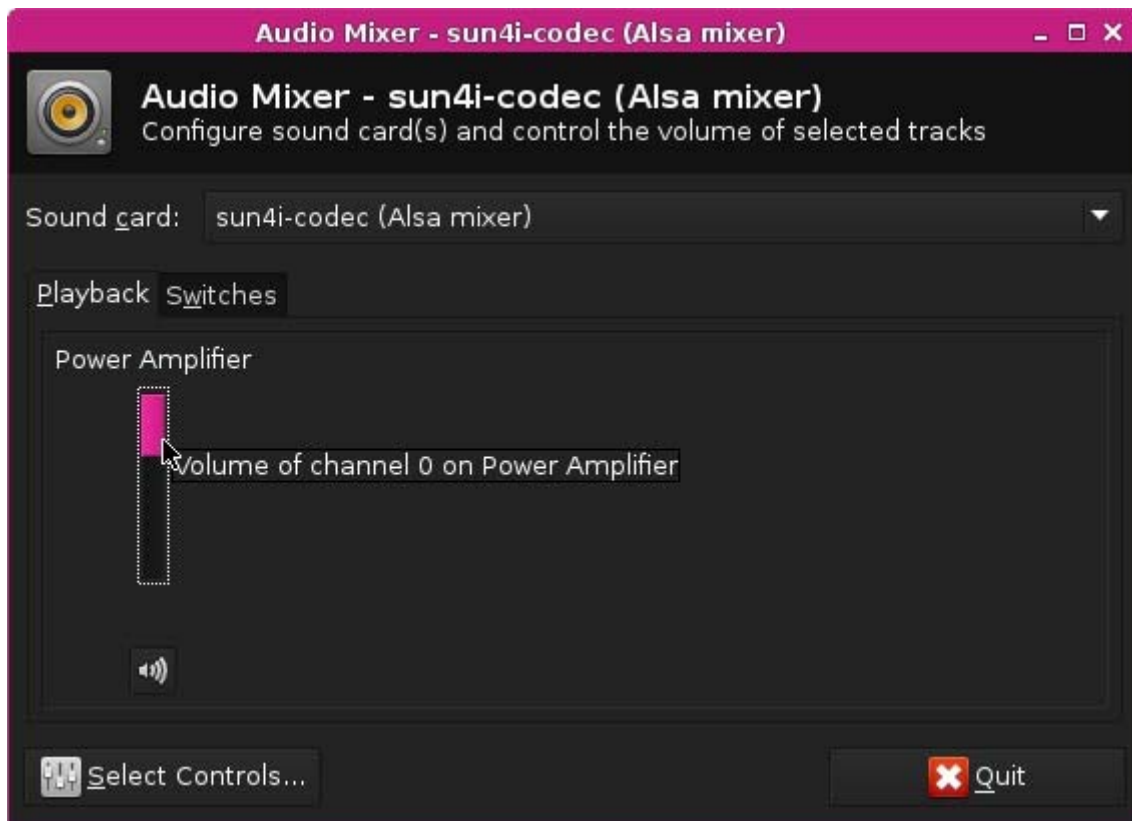 Audio Mixer - sun4i-codec (Alsa mixer)
Audio Mixer - sun4i-codec (Alsa mixer)
Configure sound card(s) and control the volume of selected tracks
Sound card: sun4i-codec (Alsa mixer)
Playback Switches
Power Amplifier
Volume of channel 0 on Power Amplifier
Select Controls... Quit